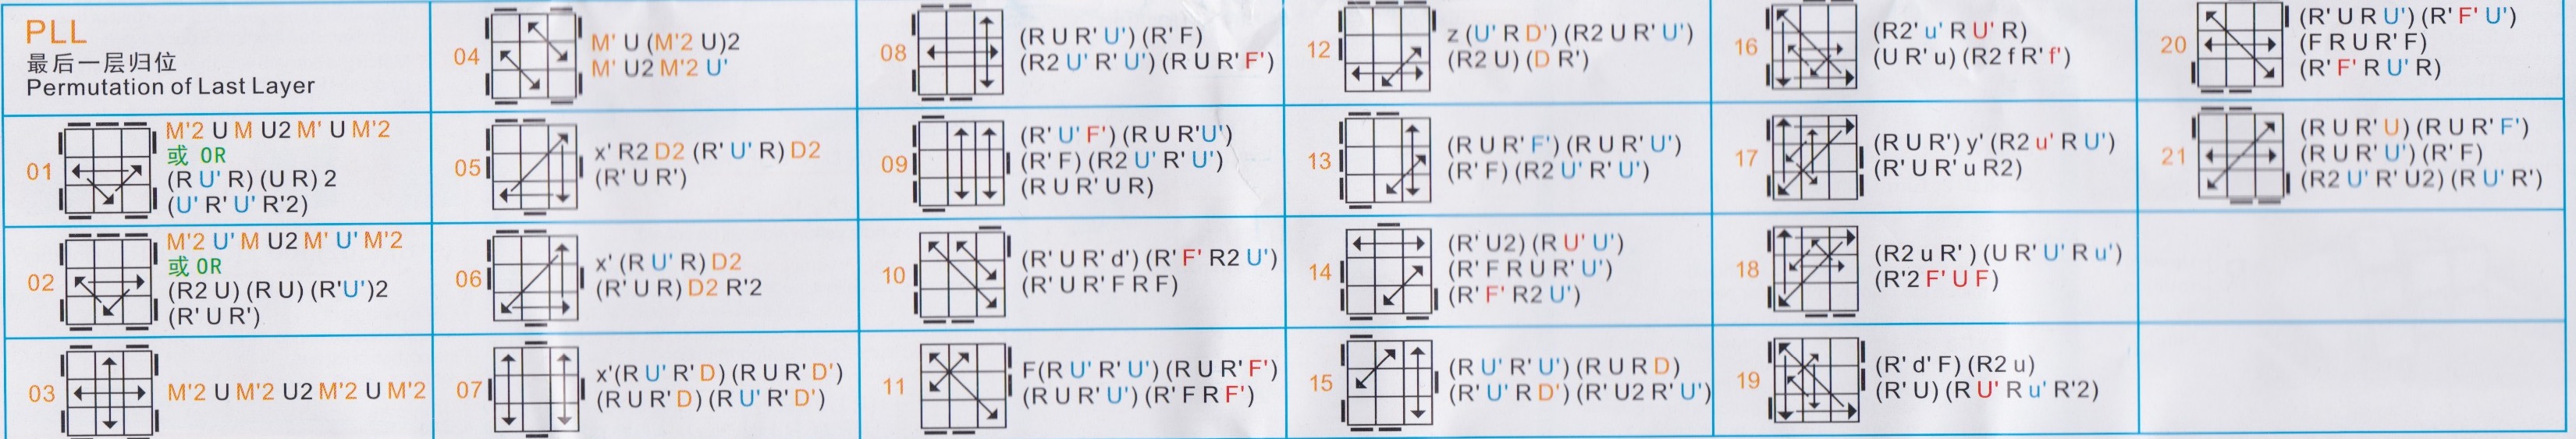 PLL
最后一层归位
Permutation of Last Layer
01
M'2 U M U2 M' U M'2
或 OR
(R U' R) (U R) 2
(U' R' U' R'2)
02
M'2 U' M U2 M' U' M'2
或 OR
(R2 U) (R U) (R'U')2
(R' U R')
03
M'2 U M'2 U2 M'2 U M'2
04
M' U (M'2 U)2
M' U2 M'2 U'
05
x' R2 D2 (R' U' R) D2
(R' U R')
06
x' (R U' R) D2
(R' U R) D2 R'2
07
x'(R U' R' D) (R U R' D')
(R U R'D) (R U' R' D')
08
(R U R' U') (R' F)
(R2 U' R' U') (R U R' F')
09
(R' U' F') (R U R'U')
(R' F) (R2 U' R' U')
(R U R' U R)
10
(R' U R' d') (R' F' R2 U')
(R' U R' F R F)
11
F(R U' R' U') (R U R' F')
(R U R' U') (R' F R F')
12
z (U' R D') (R2 U R' U')
(R2 U) (D R')
13
(R U R' F') (R U R' U')
(R' F) (R2 U' R' U')
14
(R' U2) (R U' U')
(R' F R U R' U')
(R' F' R2 U')
15
(R U' R' U') (R U R D)
(R' U' R D') (R' U2 R' U')
16
(R2' u' R U' R)
(U R' u) (R2 f R' f')
17
(R U R') y' (R2 u' R U')
(R' U R' u R2)
18
(R2 u R' ) (U R' U' R u')
(R'2 F' U F)
19
(R' d' F) (R2 u)
(R' U) (R U' R u' R'2)
20
(R' U R U') (R' F' U')
(F R U R' F)
(R' F' R U' R)
21
(R U R' U) (R U R' F')
(R U R' U') (R' F)
(R2 U' R' U2) (R U' R')